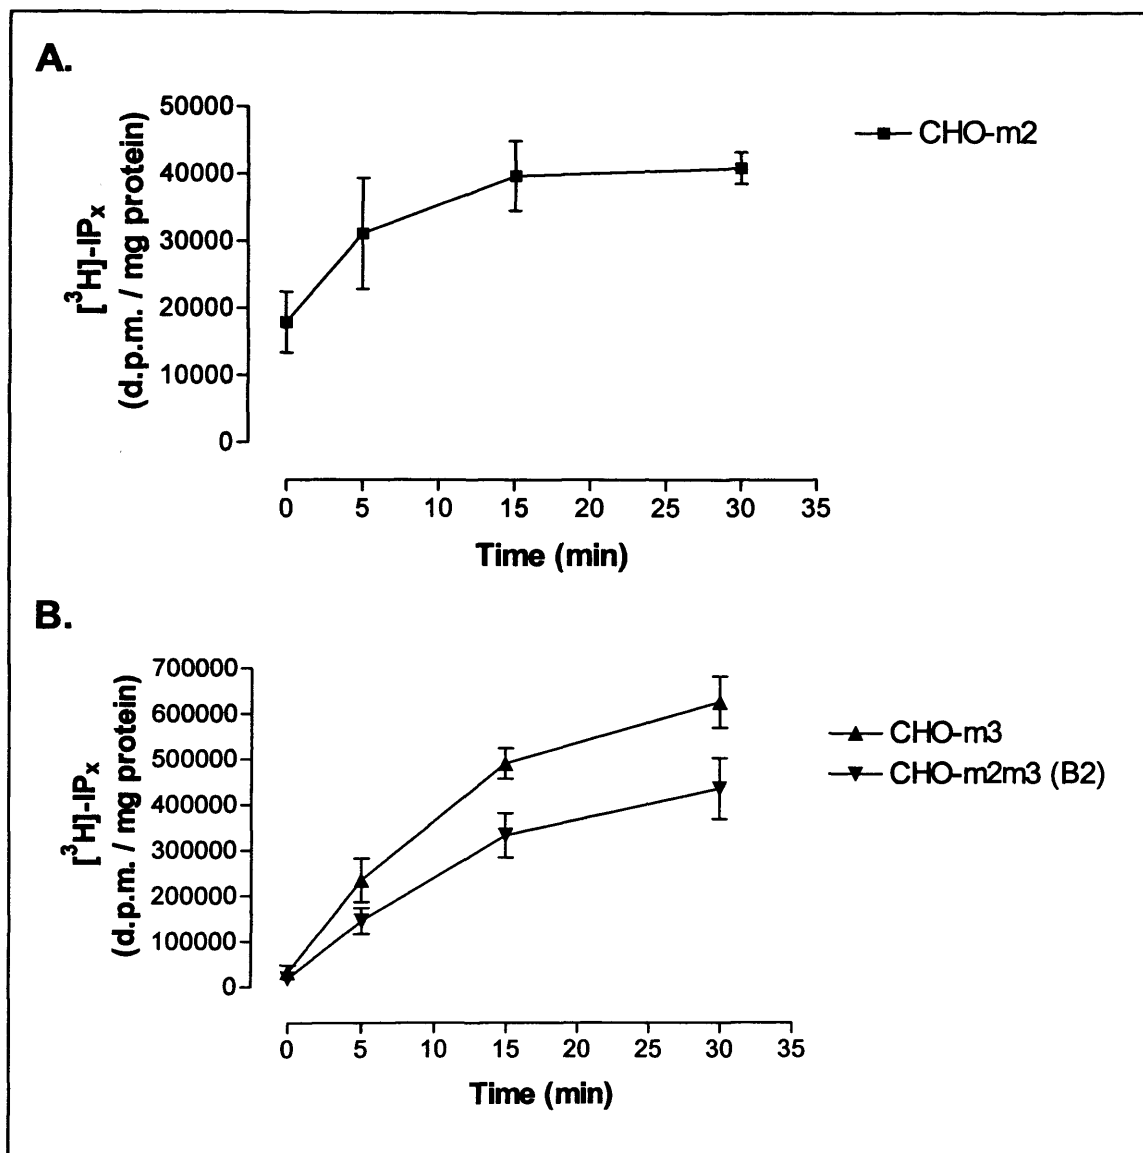 A.
[³H]-IPₓ
(d.p.m. / mg protein)
50000
40000
30000
20000
10000
0
CHO-m2
0 5 10 15 20 25 30 35
Time (min)
B.
[³H]-IPₓ
(d.p.m. / mg protein)
700000
600000
500000
400000
300000
200000
100000
0
CHO-m3
CHO-m2m3 (B2)
0 5 10 15 20 25 30 35
Time (min)